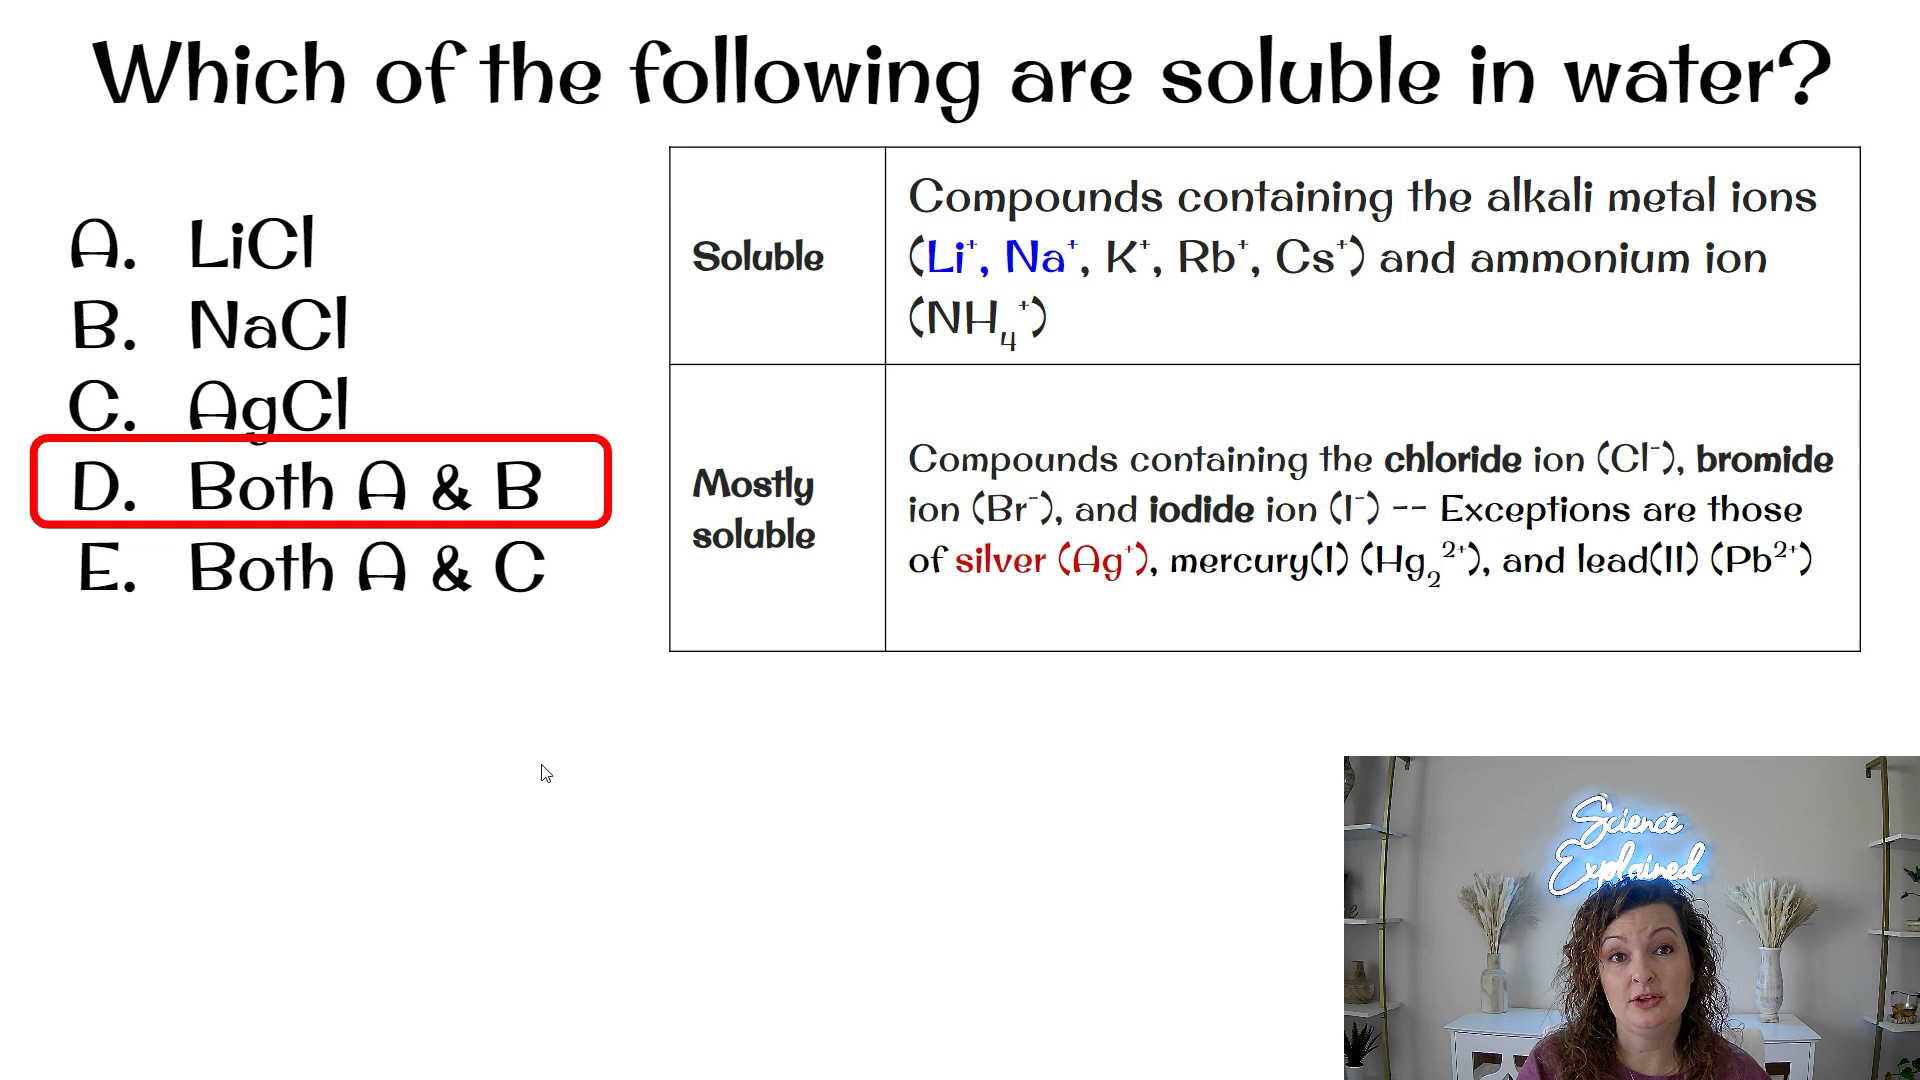 Which of the following are soluble in water?
A. LiCl
B. NaCl
C. AgCl
D. Both A & B
E. Both A & C
Soluble
Compounds containing the alkali metal ions
(Li⁺, Na⁺, K⁺, Rb⁺, Cs⁺) and ammonium ion
(NH₄⁺)
Mostly
soluble
Compounds containing the chloride ion (Cl⁻), bromide
ion (Br⁻), and iodide ion (I⁻) -- Exceptions are those
of silver (Ag⁺), mercury(I) (Hg₂²⁺), and lead(II) (Pb²⁺)
Science
Explained